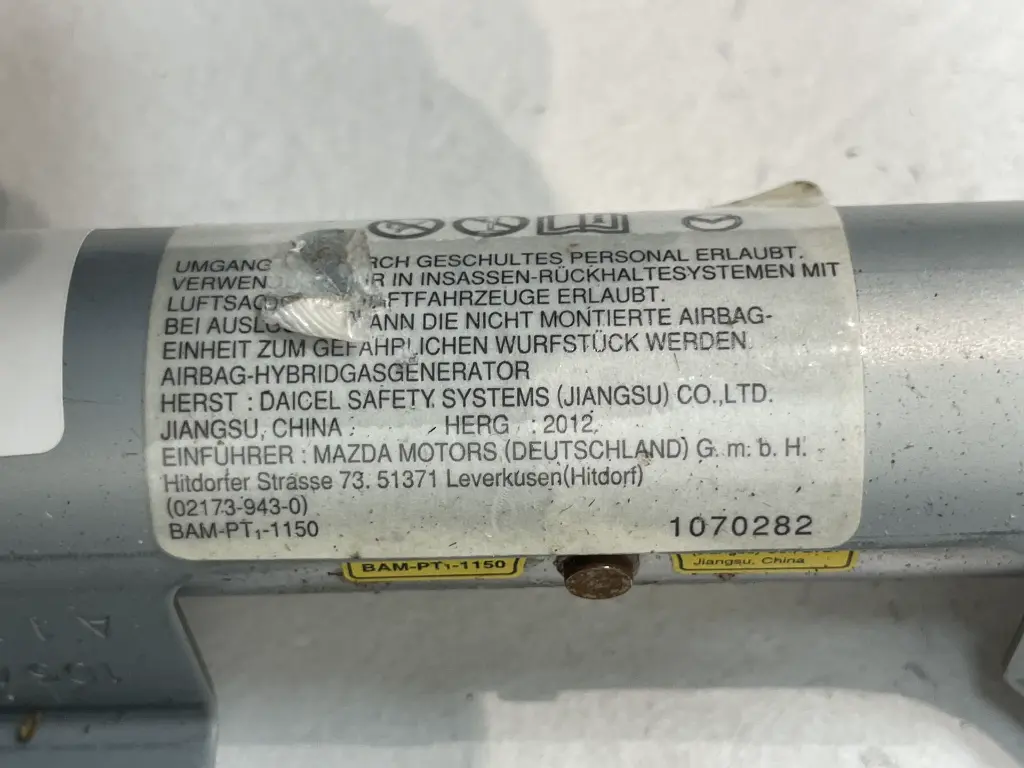 UMGANG RCH GESCHULTES PERSONAL ERLAUBT.
VERWEN R IN INSASSEN-RÜCKHALTESYSTEMEN MIT
LUFTSA AFTFAHRZEUGE ERLAUBT.
BEI AUSLÖS ANN DIE NICHT MONTIERTE AIRBAG-
EINHEIT ZUM GEFÄHRLICHEN WURFSTÜCK WERDEN.
AIRBAG-HYBRIDGASGENERATOR
HERST : DAICEL SAFETY SYSTEMS (JIANGSU) CO.,LTD.
JIANGSU, CHINA : HERG : 2012.
EINFÜHRER : MAZDA MOTORS (DEUTSCHLAND) G. m. b. H.
Hitdorfer Strasse 73. 51371 Leverkusen(Hitdorf)
(02173-943-0)
BAM-PT₁-1150 1070282
BAM-PT₁-1150
Jiangsu, China